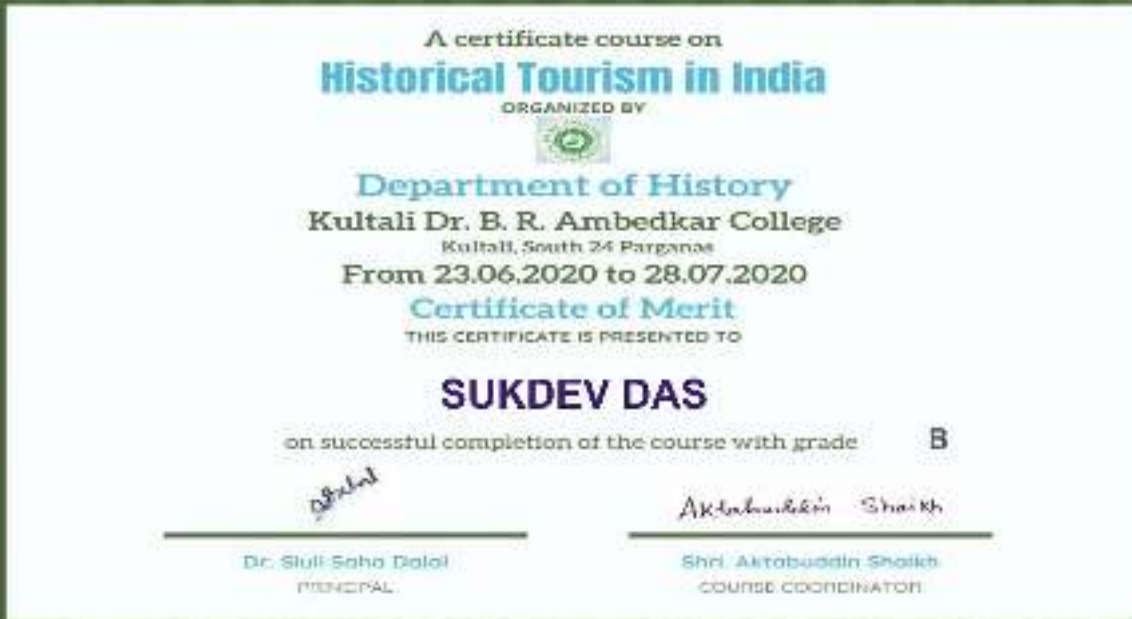 A certificate course on
Historical Tourism in India
ORGANIZED BY
Department of History
Kultali Dr. B. R. Ambedkar College
Kultali, South 24 Parganas
From 23.06.2020 to 28.07.2020
Certificate of Merit
THIS CERTIFICATE IS PRESENTED TO
SUKDEV DAS
on successful completion of the course with grade B
Aktabuddin Shaikh
Dr. Siuli Saha Dalal
Shri. Aktabuddin Shaikh
PRINCIPAL
COURSE COORDINATOR